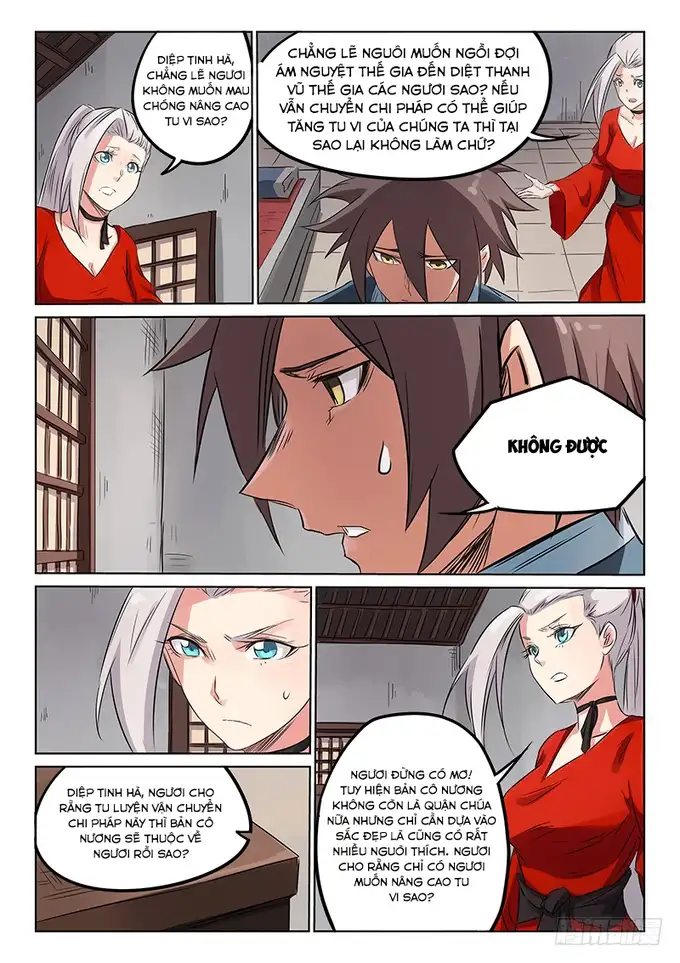 DIỆP TINH HÀ,
CHẲNG LẼ NGƯƠI
KHÔNG MUỐN MAU
CHÓNG NÂNG CAO
TU VI SAO?
CHẲNG LẼ NGUÔI MUỐN NGỒI ĐỢI
ÁM NGUYỆT THẾ GIA ĐẾN DIỆT THANH
VŨ THẾ GIA CÁC NGƯƠI SAO? NẾU
VẬN CHUYỂN CHI PHÁP CÓ THỂ GIÚP
TĂNG TU VI CỦA CHÚNG TA THÌ TẠI
SAO LẠI KHÔNG LÀM CHỨ?
KHÔNG ĐƯỢC
DIỆP TINH HÀ, NGƯƠI CHO
RẰNG TU LUYỆN VẬN CHUYỂN
CHI PHÁP NÀY THÌ BẢN CÔ
NƯƠNG SẼ THUỘC VỀ
NGƯƠI RỒI SAO?
NGƯƠI ĐỪNG CÓ MƠ!
TUY HIỆN BẢN CÔ NƯƠNG
KHÔNG CÒN LÀ QUẬN CHÚA
NỮA NHƯNG CHỈ CẦN DỰA VÀO
SẮC ĐẸP LÀ CŨNG CÓ RẤT
NHIỀU NGUÔI THÍCH. NGƯƠI
CHO RẰNG CHỈ CÓ NGƯƠI
MUỐN NÂNG CAO TU
VI SAO?